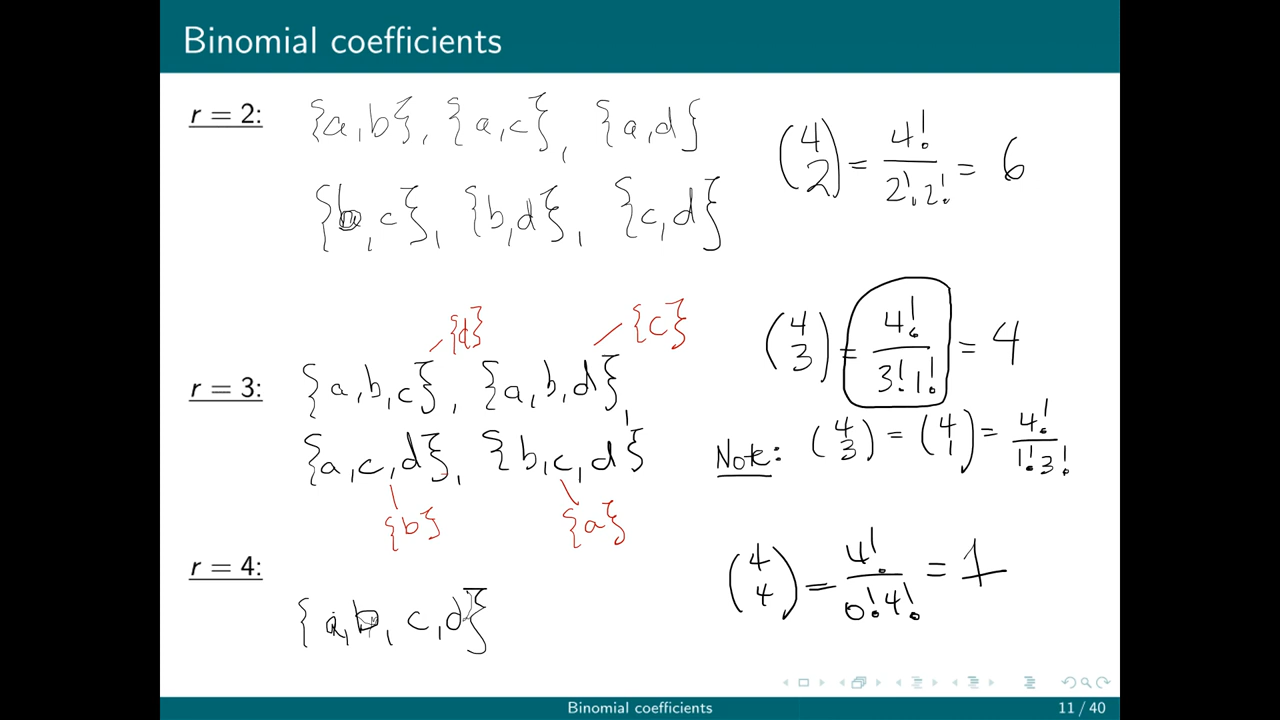 Binomial coefficients
r = 2: {a,b}, {a,c}, {a,d}
{b,c}, {b,d}, {c,d}
(4 2) = 4!/(2!2!) = 6
{d} {c}
r = 3: {a,b,c}, {a,b,d},
{a,c,d}, {b,c,d}
{b} {a}
(4 3) = 4!/(3!1!) = 4
Note: (4 3) = (4 1) = 4!/(1!3!)
r = 4:
{a,b,c,d}
(4 4) = 4!/(0!4!) = 1
Binomial coefficients 11 / 40